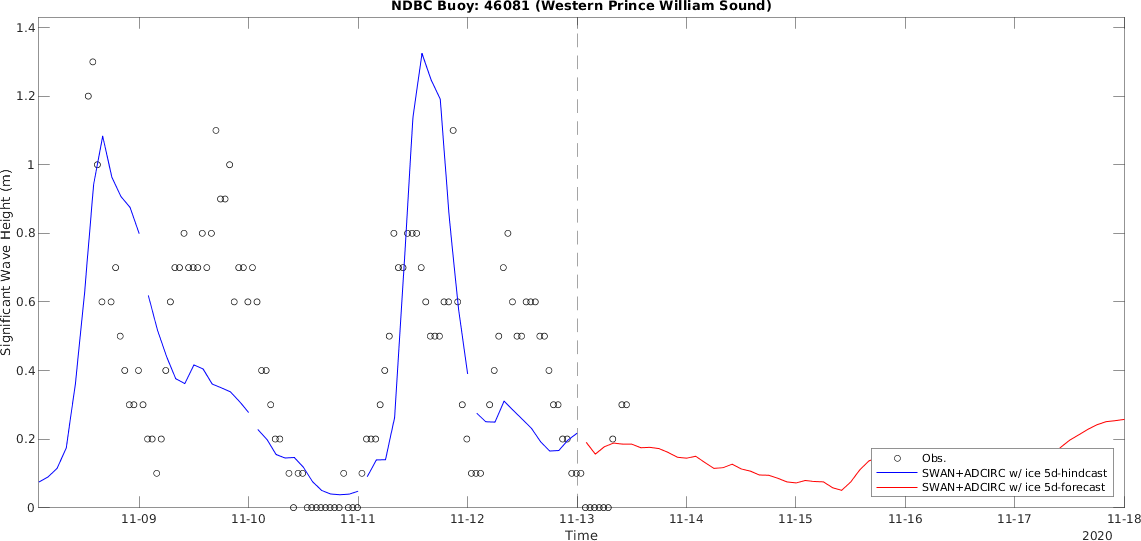 NDBC Buoy: 46081 (Western Prince William Sound)
1.4
1.2
1
0.8
0.6
0.4
0.2
0
Significant Wave Height (m)
Obs.
SWAN+ADCIRC w/ ice 5d-hindcast
SWAN+ADCIRC w/ ice 5d-forecast
11-09 11-10 11-11 11-12 11-13 11-14 11-15 11-16 11-17 11-18
Time
2020